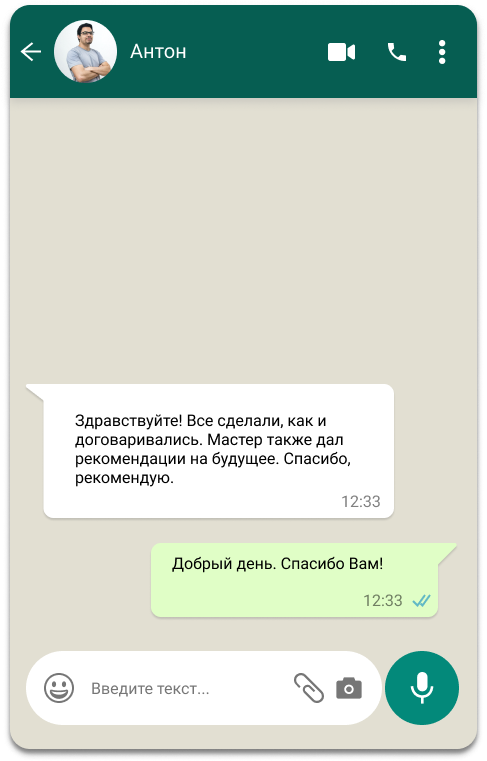 Антон
Здравствуйте! Все сделали, как и
договаривались. Мастер также дал
рекомендации на будущее. Спасибо,
рекомендую.
12:33
Добрый день. Спасибо Вам!
12:33
Введите текст...